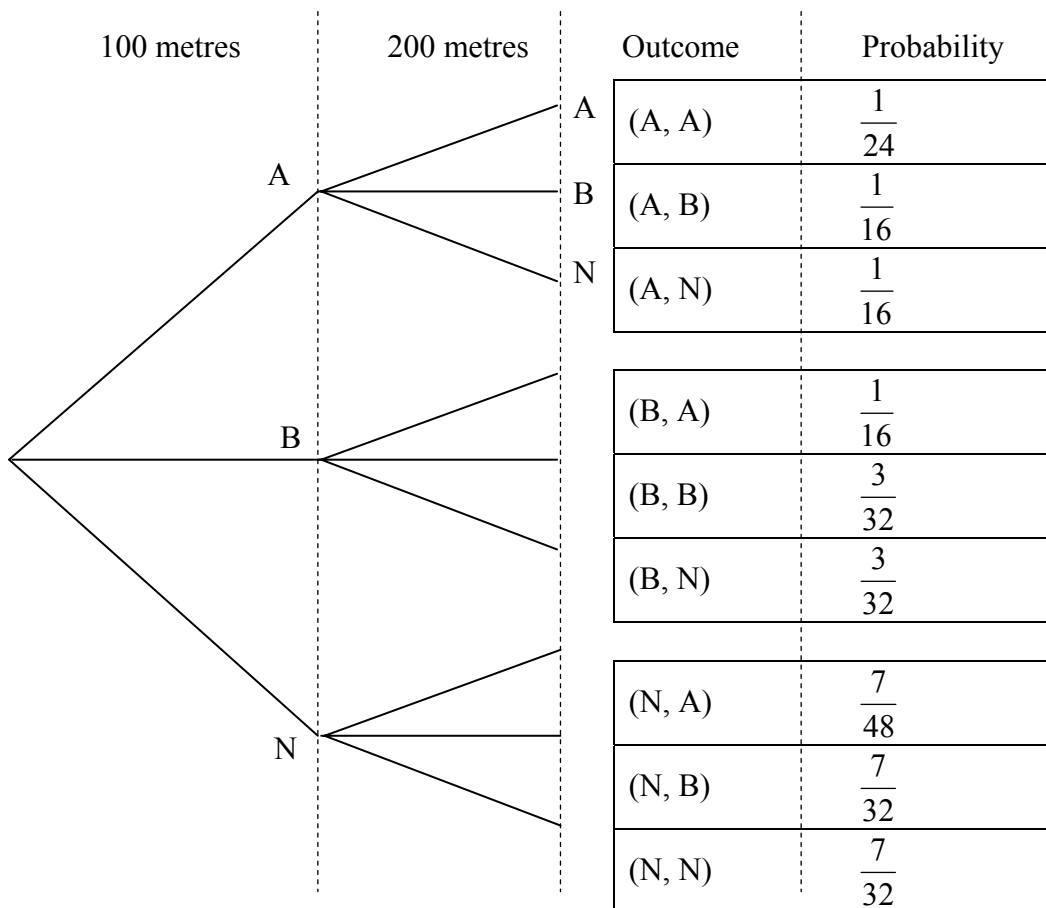 100 metres 200 metres Outcome Probability
A (A, A) 1/24
A
B (A, B) 1/16
N (A, N) 1/16
(B, A) 1/16
B
(B, B) 3/32
(B, N) 3/32
(N, A) 7/48
N
(N, B) 7/32
(N, N) 7/32